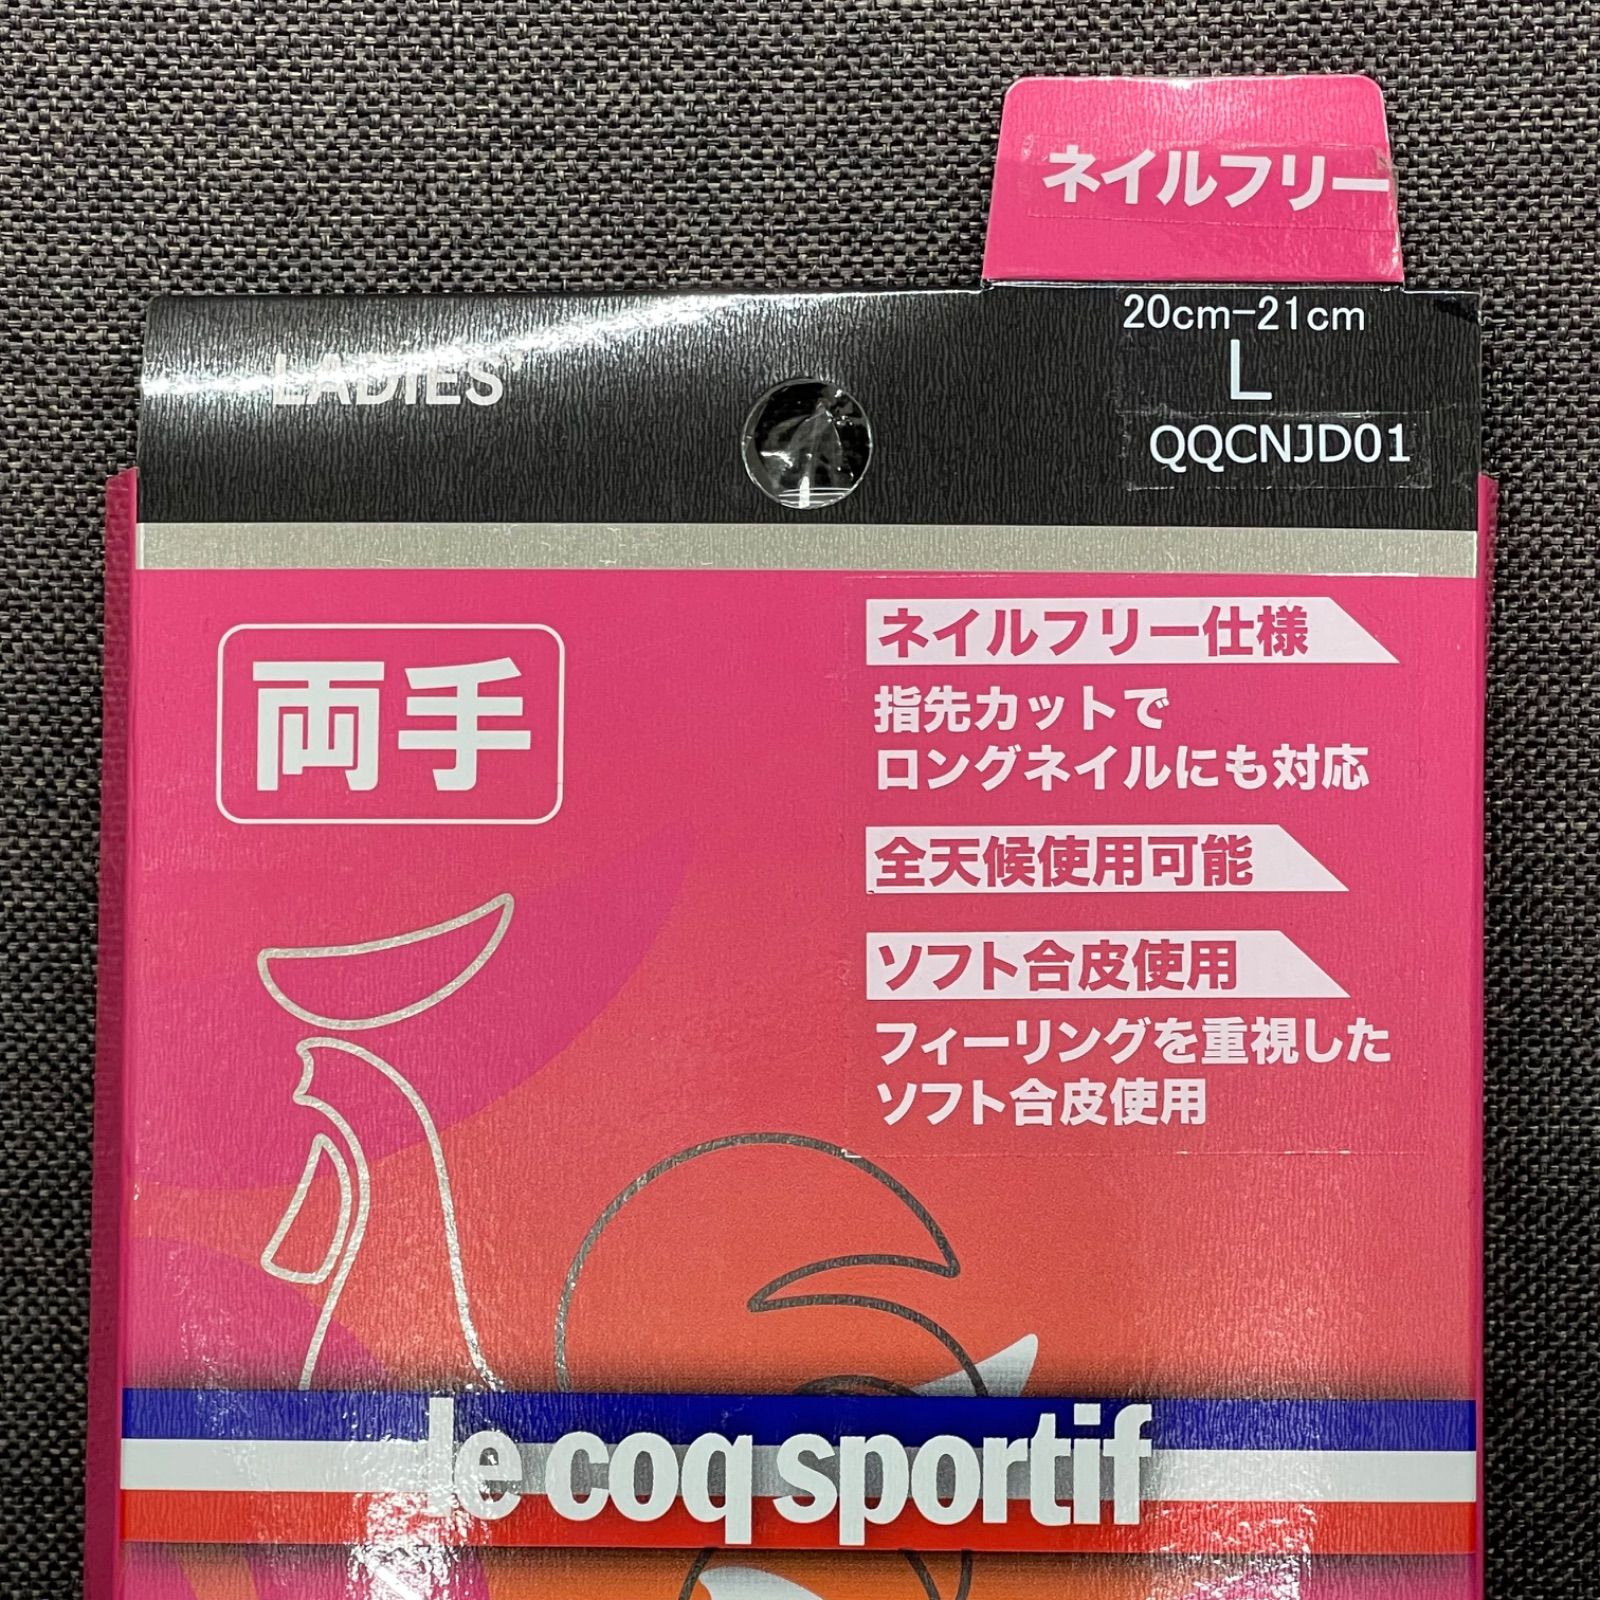 ネイルフリー
20cm-21cm
LADIES'
L
QQCNJD01
両手
ネイルフリー仕様
指先カットで
ロングネイルにも対応
全天候使用可能
ソフト合皮使用
フィーリングを重視した
ソフト合皮使用
le coq sportif